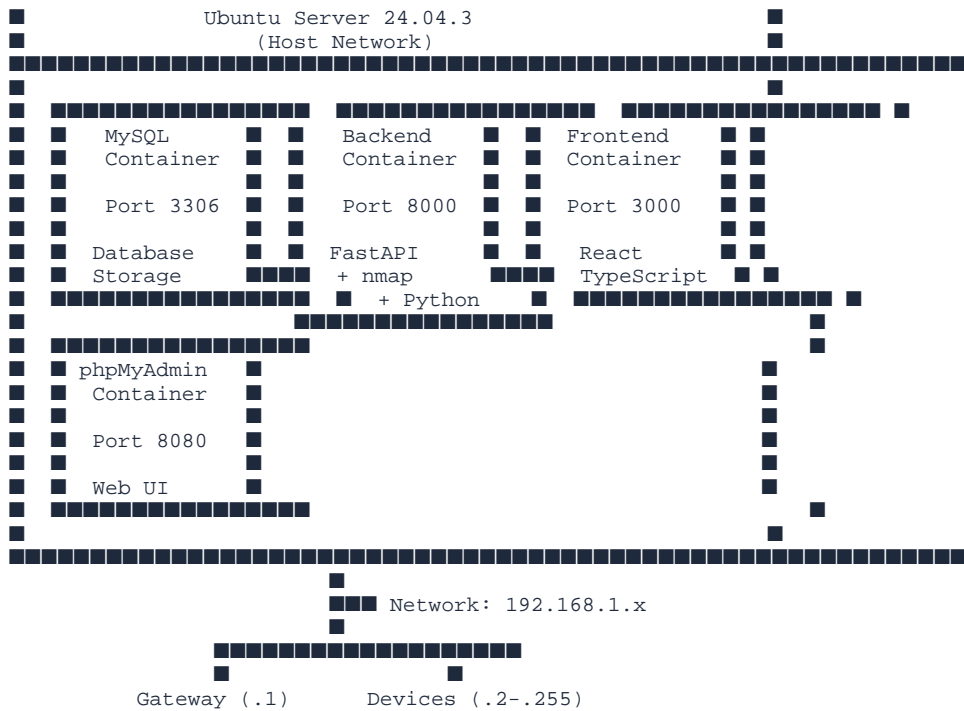 Ubuntu Server 24.04.3
(Host Network)
MySQL Backend Frontend
Container Container Container
Port 3306 Port 8000 Port 3000
Database FastAPI React
Storage + nmap TypeScript
+ Python
phpMyAdmin
Container
Port 8080
Web UI
Network: 192.168.1.x
Gateway (.1) Devices (.2-.255)